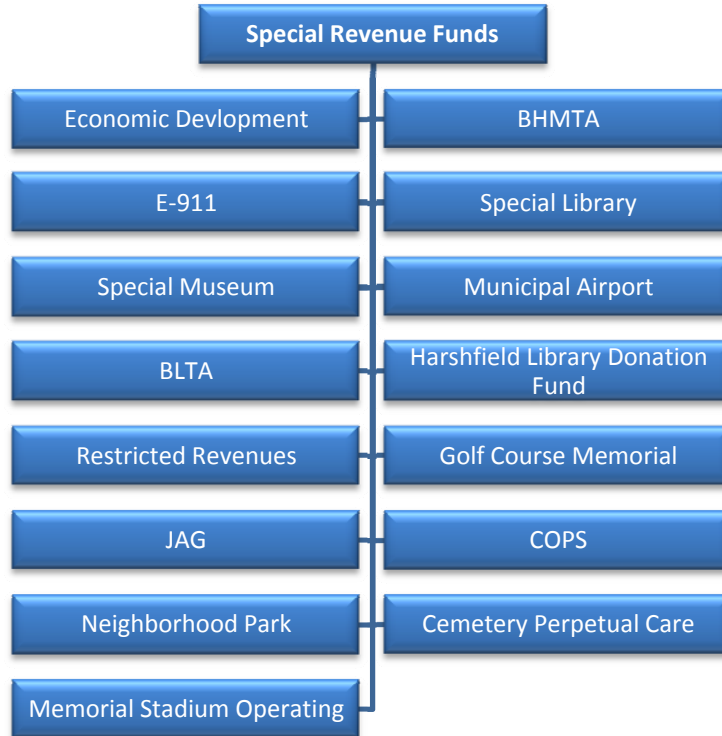 Special Revenue Funds
Economic Devlopment
BHMTA
E-911
Special Library
Special Museum
Municipal Airport
BLTA
Harshfield Library Donation
Fund
Restricted Revenues
Golf Course Memorial
JAG
COPS
Neighborhood Park
Cemetery Perpetual Care
Memorial Stadium Operating